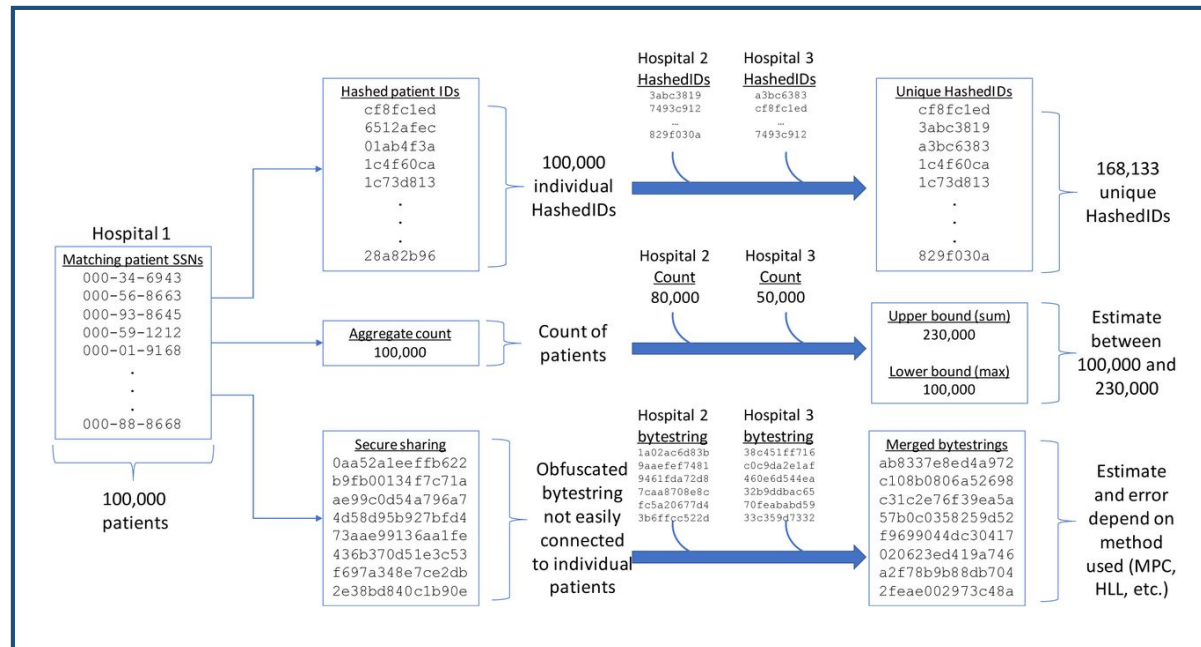 Hospital 1
Matching patient SSNs
000-34-6943
000-56-8663
000-93-8645
000-59-1212
000-01-9168
.
.
.
000-88-8668
100,000
patients
Hashed patient IDs
cf8fc1ed
6512afec
01ab4f3a
1c4f60ca
1c73d813
.
.
.
28a82b96
100,000
individual
HashedIDs
Hospital 2
HashedIDs
3abc3819
7493c912
…
829f030a
Hospital 3
HashedIDs
a3bc6383
cf8fc1ed
…
7493c912
Unique HashedIDs
cf8fc1ed
3abc3819
a3bc6383
1c4f60ca
1c73d813
.
.
.
829f030a
168,133
unique
HashedIDs
Aggregate count
100,000
Count of
patients
Hospital 2
Count
80,000
Hospital 3
Count
50,000
Upper bound (sum)
230,000
Lower bound (max)
100,000
Estimate
between
100,000 and
230,000
Secure sharing
0aa52a1eeffb622
b9fb00134f7c71a
ae99c0d54a796a7
4d58d95b927bfd4
73aae99136aa1fe
436b370d51e3c53
f697a348e7ce2db
2e38bd840c1b90e
Obfuscated
bytestring
not easily
connected
to individual
patients
Hospital 2
bytestring
1a02ac6d83b
9aaefef7481
9461fda72d8
7caa8708e8c
fc5a20677d4
3b6ffcc522d
Hospital 3
bytestring
38c451ff716
c0c9da2e1af
460e6d544ea
32b9ddbac65
70feababd59
33c359d7332
Merged bytestrings
ab8337e8ed4a972
c108b0806a52698
c31c2e76f39ea5a
57b0c0358259d52
f9699044dc30417
020623ed419a746
a2f78b9b88db704
2feae002973c48a
Estimate
and error
depend on
method
used (MPC,
HLL, etc.)